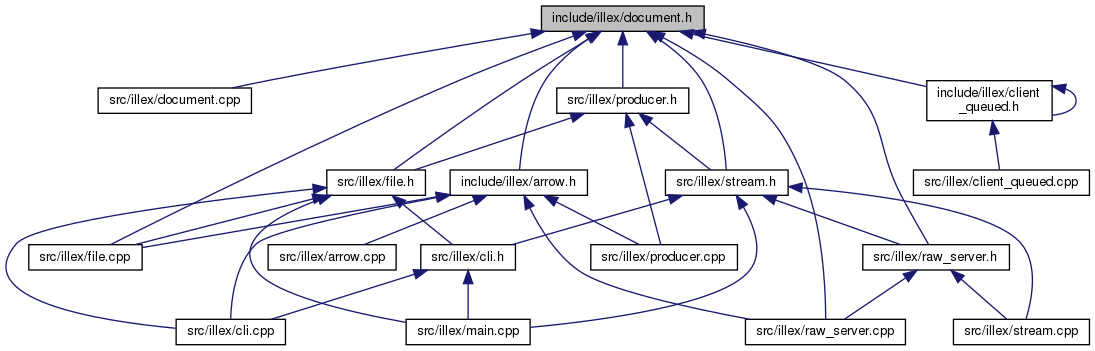 include/illex/document.h
src/illex/document.cpp
src/illex/producer.h
include/illex/client
_queued.h
src/illex/file.h
include/illex/arrow.h
src/illex/stream.h
src/illex/client_queued.cpp
src/illex/file.cpp
src/illex/arrow.cpp
src/illex/cli.h
src/illex/producer.cpp
src/illex/raw_server.h
src/illex/cli.cpp
src/illex/main.cpp
src/illex/raw_server.cpp
src/illex/stream.cpp